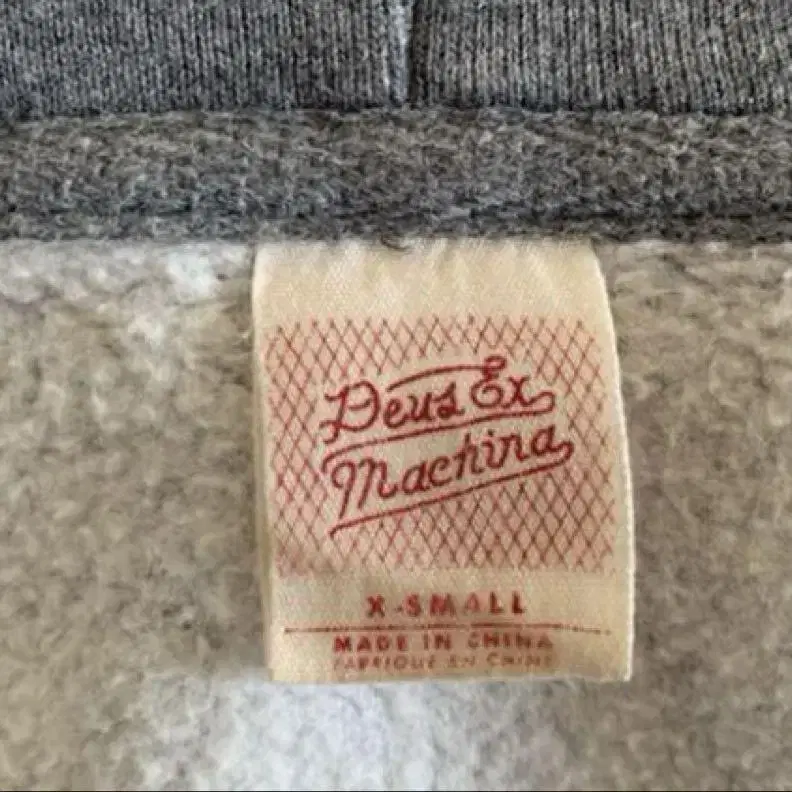 Deus Ex
Machina
X-SMALL
MADE IN CHINA
FABRIQUE EN CHINE